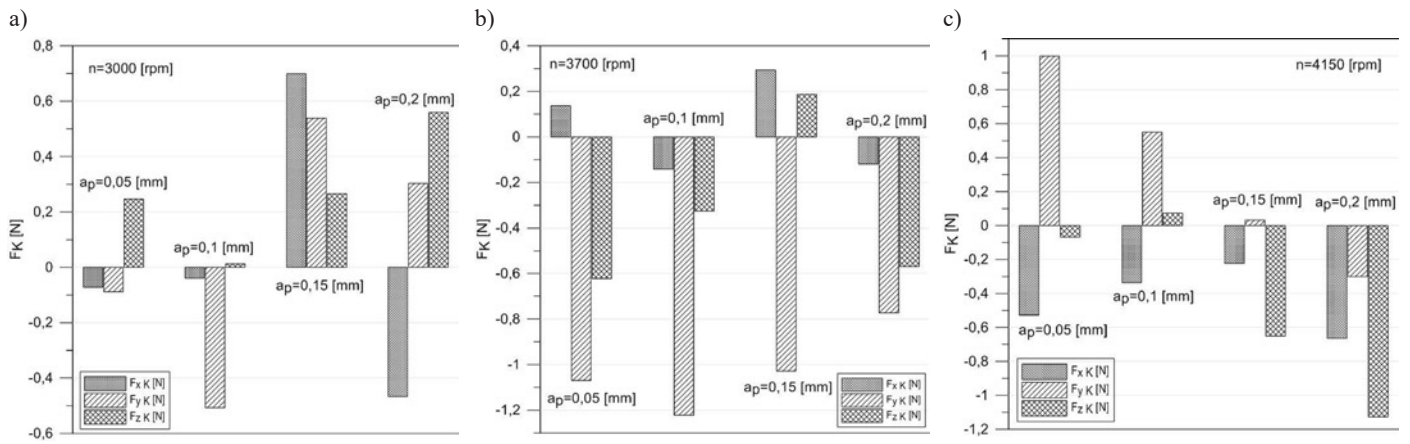 a)
0,8
0,6
0,4
0,2
0
-0,2
-0,4
-0,6
FK [N]
n=3000 [rpm]
ap=0,05 [mm]
ap=0,1 [mm]
ap=0,15 [mm]
ap=0,2 [mm]
Fx K [N]
Fy K [N]
Fz K [N]
b)
0,4
0,2
0
-0,2
-0,4
-0,6
-0,8
-1
-1,2
FK [N]
n=3700 [rpm]
ap=0,05 [mm]
ap=0,1 [mm]
ap=0,15 [mm]
ap=0,2 [mm]
Fx K [N]
Fy K [N]
Fz K [N]
c)
1
0,8
0,6
0,4
0,2
0
-0,2
-0,4
-0,6
-0,8
-1
-1,2
FK [N]
n=4150 [rpm]
ap=0,05 [mm]
ap=0,1 [mm]
ap=0,15 [mm]
ap=0,2 [mm]
Fx K [N]
Fy K [N]
Fz K [N]